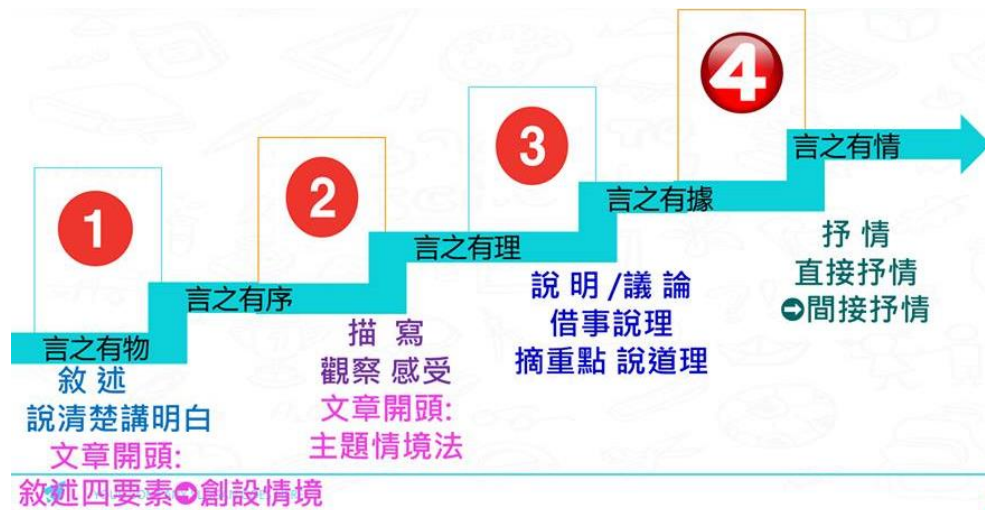 1
言之有物
敘 述
說清楚講明白
文章開頭:
敘述四要素➲創設情境
2
言之有序
描 寫
觀察 感受
文章開頭:
主題情境法
3
言之有理
說 明 /議 論
借事說理
摘重點 說道理
4
言之有據
言之有情
抒 情
直接抒情
➲間接抒情